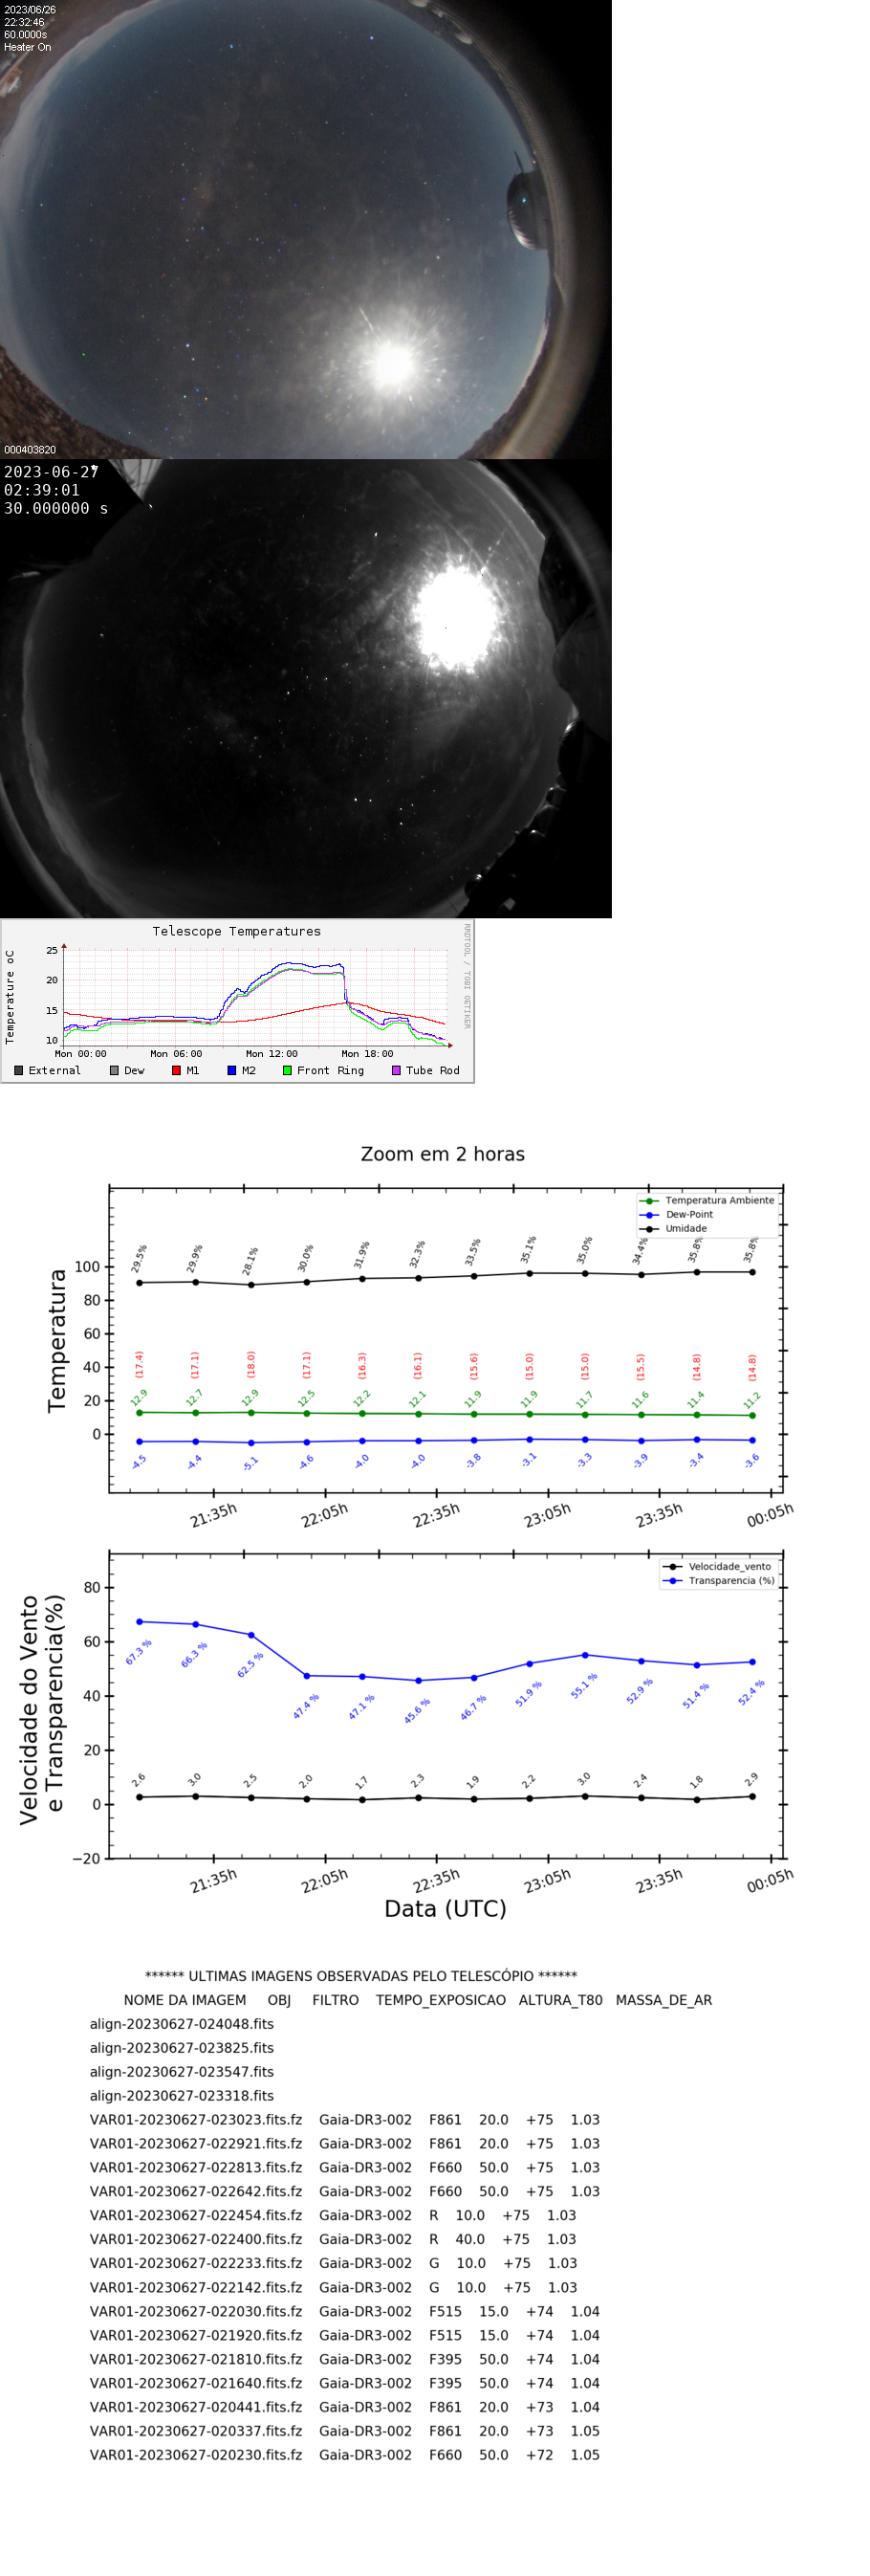 2023/06/26
22:32:46
60.0000s
Heater On
000403820
2023-06-27
02:39:01
30.000000 s
Telescope Temperatures
RRDTOOL / TOBI OETIKER
Temperature oC
25
20
15
10
Mon 00:00 Mon 06:00 Mon 12:00 Mon 18:00
External Dew M1 M2 Front Ring Tube Rod
Zoom em 2 horas
Temperatura Ambiente
Dew-Point
Umidade
Temperatura
100
80
60
40
20
0
29.5% 29.9% 28.1% 30.0% 31.9% 32.3% 33.5% 35.1% 35.0% 34.4% 35.8% 35.8%
(17.4) (17.1) (18.0) (17.1) (16.3) (16.1) (15.6) (15.0) (15.0) (15.5) (14.8) (14.8)
12.9 12.7 12.9 12.5 12.2 12.1 11.9 11.9 11.7 11.6 11.4 11.2
-4.5 -4.4 -5.1 -4.6 -4.0 -4.0 -3.8 -3.1 -3.3 -3.9 -3.4 -3.6
21:35h 22:05h 22:35h 23:05h 23:35h 00:05h
Velocidade_vento
Transparencia (%)
Velocidade do Vento
e Transparencia(%)
80
60
40
20
0
−20
67.3 % 66.3 % 62.5 % 47.4 % 47.1 % 45.6 % 46.7 % 51.9 % 55.1 % 52.9 % 51.4 % 52.4 %
2.6 3.0 2.5 2.0 1.7 2.3 1.9 2.2 3.0 2.4 1.8 2.9
21:35h 22:05h 22:35h 23:05h 23:35h 00:05h
Data (UTC)
****** ULTIMAS IMAGENS OBSERVADAS PELO TELESCÓPIO ******
NOME DA IMAGEM OBJ FILTRO TEMPO_EXPOSICAO ALTURA_T80 MASSA_DE_AR
align-20230627-024048.fits
align-20230627-023825.fits
align-20230627-023547.fits
align-20230627-023318.fits
VAR01-20230627-023023.fits.fz Gaia-DR3-002 F861 20.0 +75 1.03
VAR01-20230627-022921.fits.fz Gaia-DR3-002 F861 20.0 +75 1.03
VAR01-20230627-022813.fits.fz Gaia-DR3-002 F660 50.0 +75 1.03
VAR01-20230627-022642.fits.fz Gaia-DR3-002 F660 50.0 +75 1.03
VAR01-20230627-022454.fits.fz Gaia-DR3-002 R 10.0 +75 1.03
VAR01-20230627-022400.fits.fz Gaia-DR3-002 R 40.0 +75 1.03
VAR01-20230627-022233.fits.fz Gaia-DR3-002 G 10.0 +75 1.03
VAR01-20230627-022142.fits.fz Gaia-DR3-002 G 10.0 +75 1.03
VAR01-20230627-022030.fits.fz Gaia-DR3-002 F515 15.0 +74 1.04
VAR01-20230627-021920.fits.fz Gaia-DR3-002 F515 15.0 +74 1.04
VAR01-20230627-021810.fits.fz Gaia-DR3-002 F395 50.0 +74 1.04
VAR01-20230627-021640.fits.fz Gaia-DR3-002 F395 50.0 +74 1.04
VAR01-20230627-020441.fits.fz Gaia-DR3-002 F861 20.0 +73 1.04
VAR01-20230627-020337.fits.fz Gaia-DR3-002 F861 20.0 +73 1.05
VAR01-20230627-020230.fits.fz Gaia-DR3-002 F660 50.0 +72 1.05